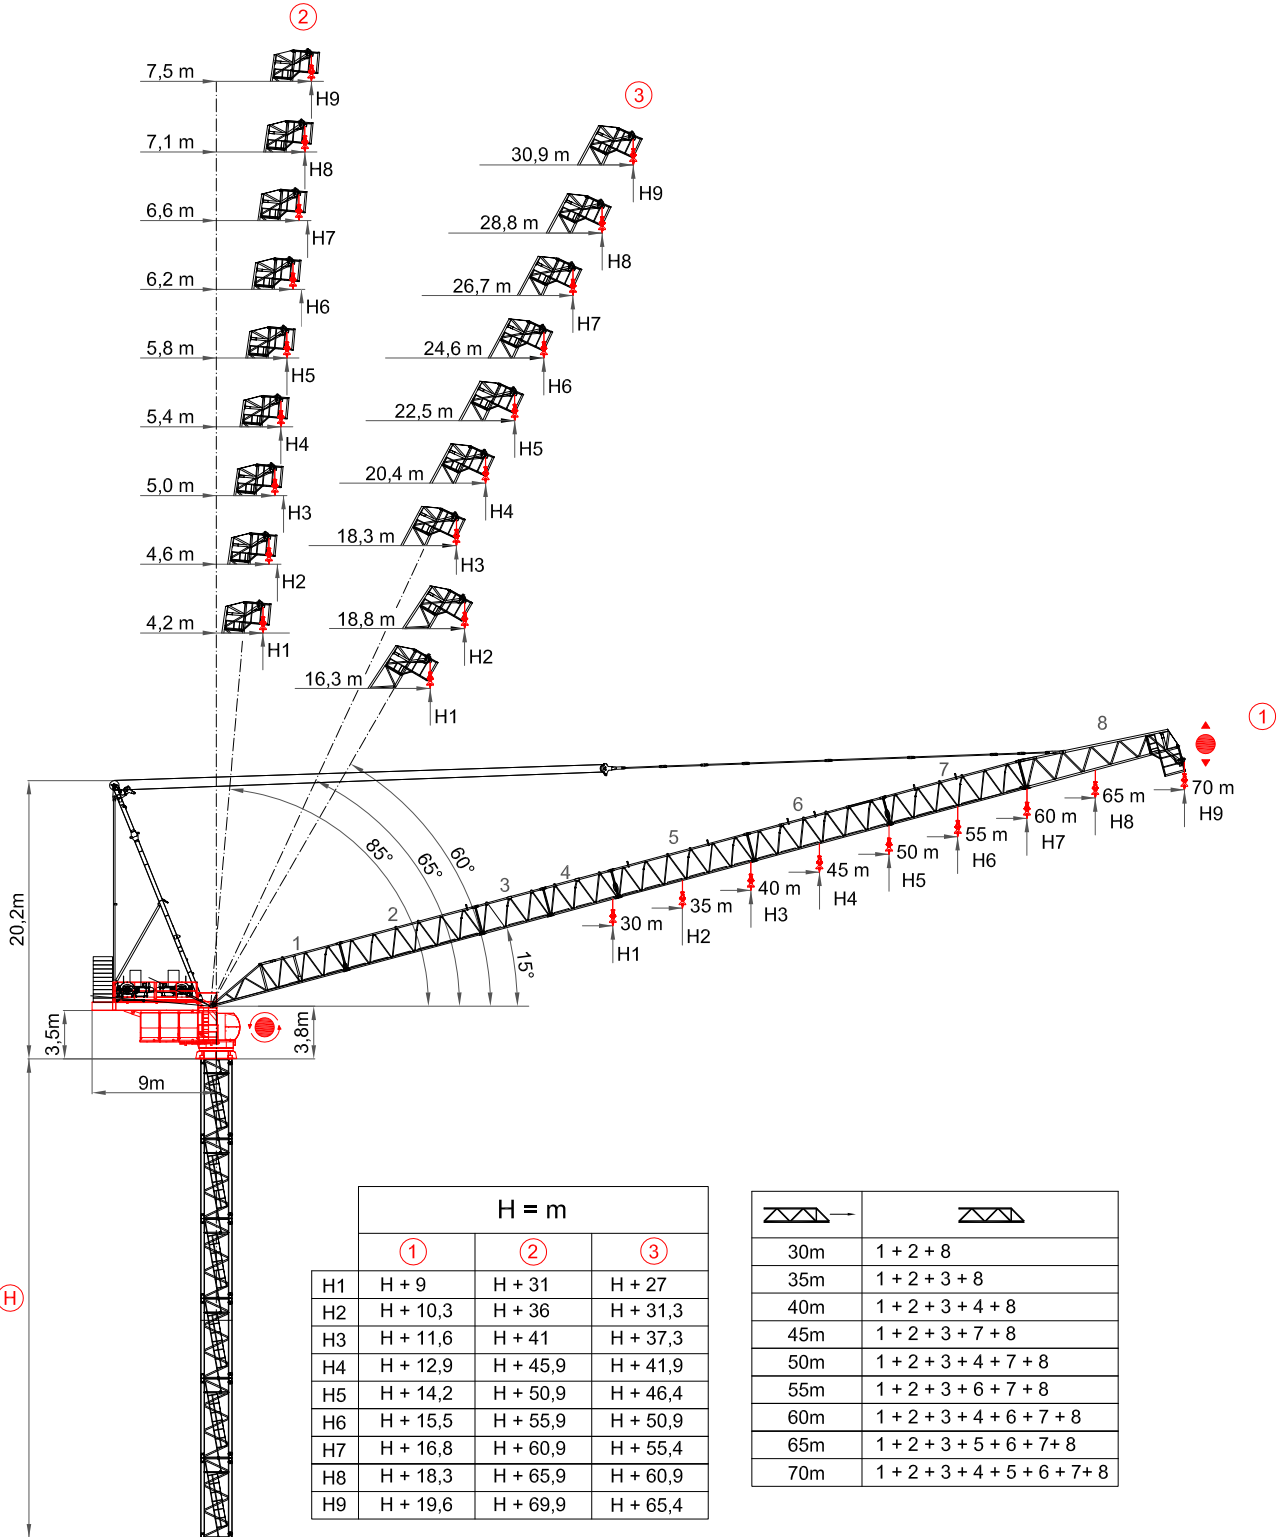 2
7,5 m
H9
7,1 m
H8
6,6 m
H7
6,2 m
H6
5,8 m
H5
5,4 m
H4
5,0 m
H3
4,6 m
H2
4,2 m
H1
3
30,9 m
H9
28,8 m
H8
26,7 m
H7
24,6 m
H6
22,5 m
H5
20,4 m
H4
18,3 m
H3
18,8 m
H2
16,3 m
H1
1
8
7
6
5
4
3
2
1
70 m
H9
65 m
H8
60 m
H7
55 m
H6
50 m
H5
45 m
H4
40 m
H3
35 m
H2
30 m
H1
85°
65°
60°
15°
20,2m
3,5m
3,8m
9m
H
H = m
1 2 3
H1 H + 9 H + 31 H + 27
H2 H + 10,3 H + 36 H + 31,3
H3 H + 11,6 H + 41 H + 37,3
H4 H + 12,9 H + 45,9 H + 41,9
H5 H + 14,2 H + 50,9 H + 46,4
H6 H + 15,5 H + 55,9 H + 50,9
H7 H + 16,8 H + 60,9 H + 55,4
H8 H + 18,3 H + 65,9 H + 60,9
H9 H + 19,6 H + 69,9 H + 65,4
30m 1 + 2 + 8
35m 1 + 2 + 3 + 8
40m 1 + 2 + 3 + 4 + 8
45m 1 + 2 + 3 + 7 + 8
50m 1 + 2 + 3 + 4 + 7 + 8
55m 1 + 2 + 3 + 6 + 7 + 8
60m 1 + 2 + 3 + 4 + 6 + 7 + 8
65m 1 + 2 + 3 + 5 + 6 + 7+ 8
70m 1 + 2 + 3 + 4 + 5 + 6 + 7+ 8